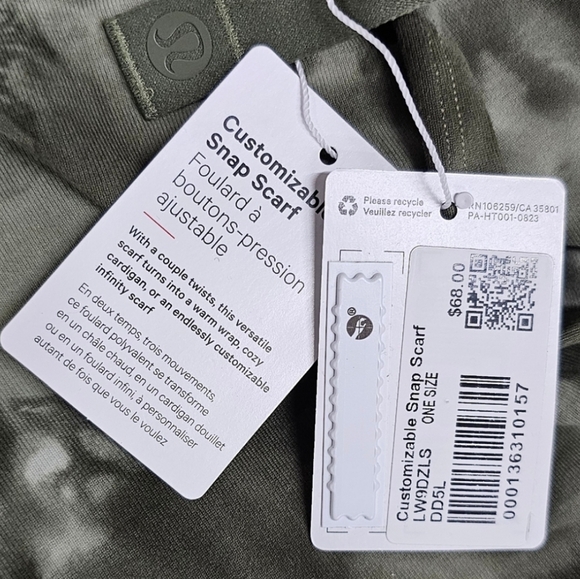 Customizable
Snap Scarf
Foulard à
boutons-pression
ajustable
With a couple twists, this versatile
scarf turns into a warm wrap, cozy
cardigan, or an endlessly customizable
infinity scarf
En deux temps, trois mouvements,
ce foulard polyvalent se transforme
en un châle chaud, en un cardigan douillet
ou en un foulard infini, à personnaliser
autant de fois que vous le voulez
Please recycle
Veuillez recycler
RN106259/CA35801
PA-HT001-0823
$68.00
Customizable Snap Scarf
LW9DZLS ONE SIZE
DD5L
000136310157